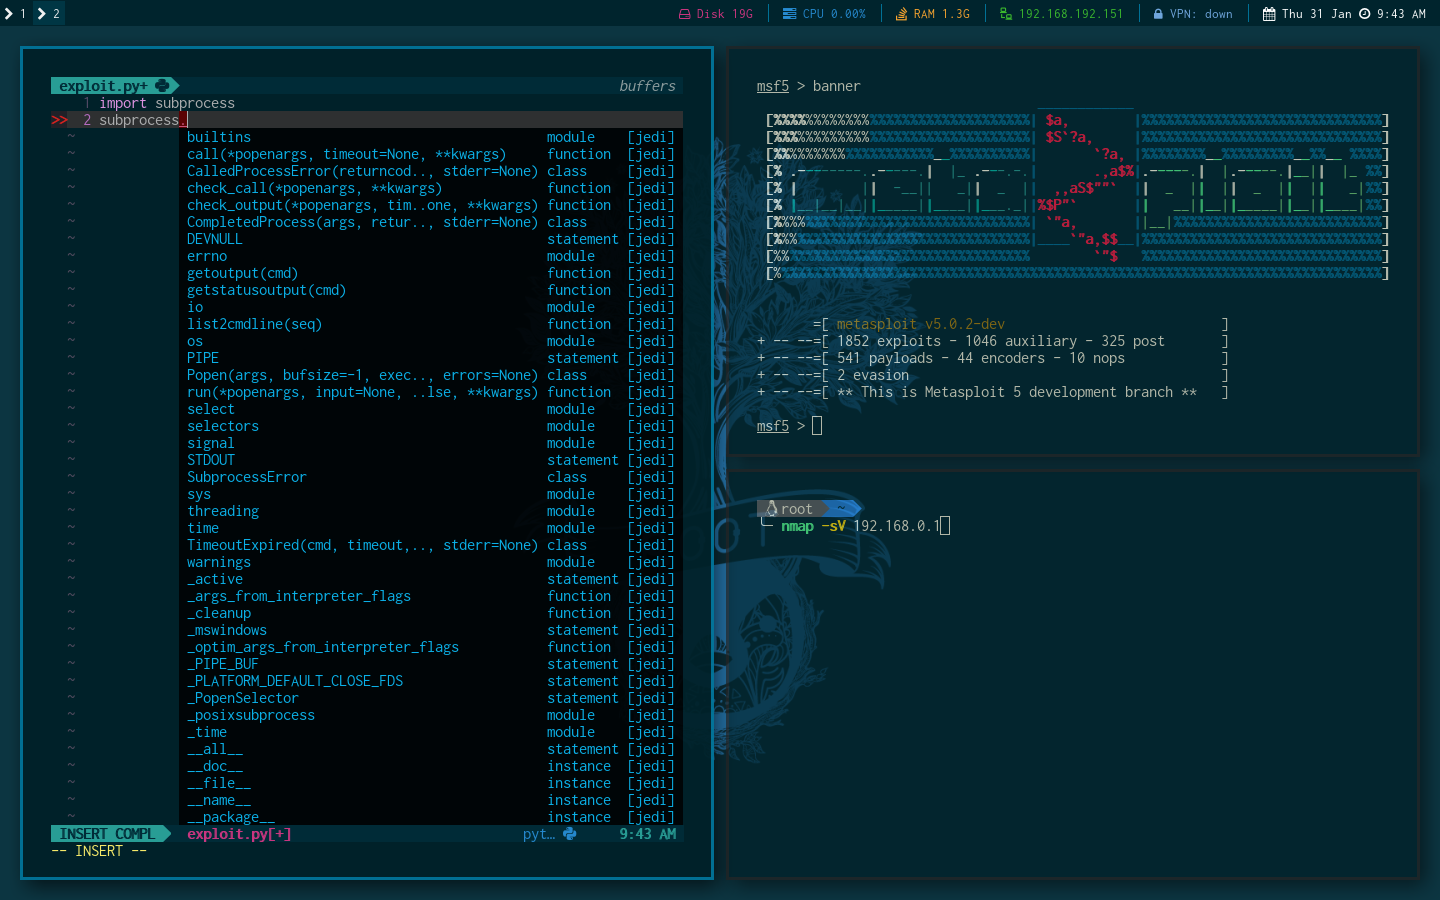 1 2 Disk 19G CPU 0.00% RAM 1.3G 192.168.192.151 VPN: down Thu 31 Jan 9:43 AM
exploit.py+ buffers
1 import subprocess
>> 2 subprocess.
~ builtins module [jedi]
~ call(*popenargs, timeout=None, **kwargs) function [jedi]
~ CalledProcessError(returncod.., stderr=None) class [jedi]
~ check_call(*popenargs, **kwargs) function [jedi]
~ check_output(*popenargs, tim..one, **kwargs) function [jedi]
~ CompletedProcess(args, retur.., stderr=None) class [jedi]
~ DEVNULL statement [jedi]
~ errno module [jedi]
~ getoutput(cmd) function [jedi]
~ getstatusoutput(cmd) function [jedi]
~ io module [jedi]
~ list2cmdline(seq) function [jedi]
~ os module [jedi]
~ PIPE statement [jedi]
~ Popen(args, bufsize=-1, exec.., errors=None) class [jedi]
~ run(*popenargs, input=None, ..lse, **kwargs) function [jedi]
~ select module [jedi]
~ selectors module [jedi]
~ signal module [jedi]
~ STDOUT statement [jedi]
~ SubprocessError class [jedi]
~ sys module [jedi]
~ threading module [jedi]
~ time module [jedi]
~ TimeoutExpired(cmd, timeout,.., stderr=None) class [jedi]
~ warnings module [jedi]
~ _active statement [jedi]
~ _args_from_interpreter_flags function [jedi]
~ _cleanup function [jedi]
~ _mswindows statement [jedi]
~ _optim_args_from_interpreter_flags function [jedi]
~ _PIPE_BUF statement [jedi]
~ _PLATFORM_DEFAULT_CLOSE_FDS statement [jedi]
~ _PopenSelector statement [jedi]
~ _posixsubprocess module [jedi]
~ _time module [jedi]
~ __all__ statement [jedi]
~ __doc__ instance [jedi]
~ __file__ instance [jedi]
~ __name__ instance [jedi]
~ __package__ instance [jedi]
INSERT COMPL exploit.py[+] pyt… 9:43 AM
-- INSERT --
msf5 > banner
=[ metasploit v5.0.2-dev ]
+ -- --=[ 1852 exploits - 1046 auxiliary - 325 post ]
+ -- --=[ 541 payloads - 44 encoders - 10 nops ]
+ -- --=[ 2 evasion ]
+ -- --=[ ** This is Metasploit 5 development branch ** ]
msf5 >
root ~
nmap -sV 192.168.0.1